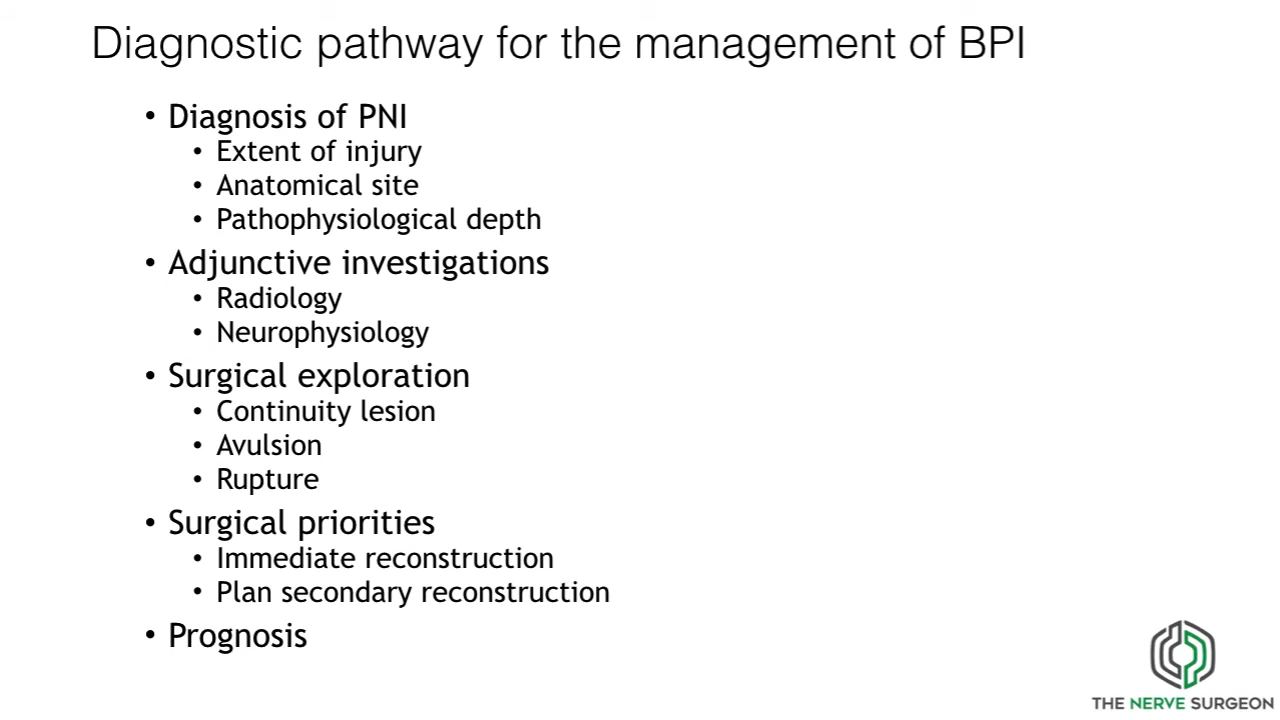 Diagnostic pathway for the management of BPI
• Diagnosis of PNI
• Extent of injury
• Anatomical site
• Pathophysiological depth
• Adjunctive investigations
• Radiology
• Neurophysiology
• Surgical exploration
• Continuity lesion
• Avulsion
• Rupture
• Surgical priorities
• Immediate reconstruction
• Plan secondary reconstruction
• Prognosis
THE NERVE SURGEON